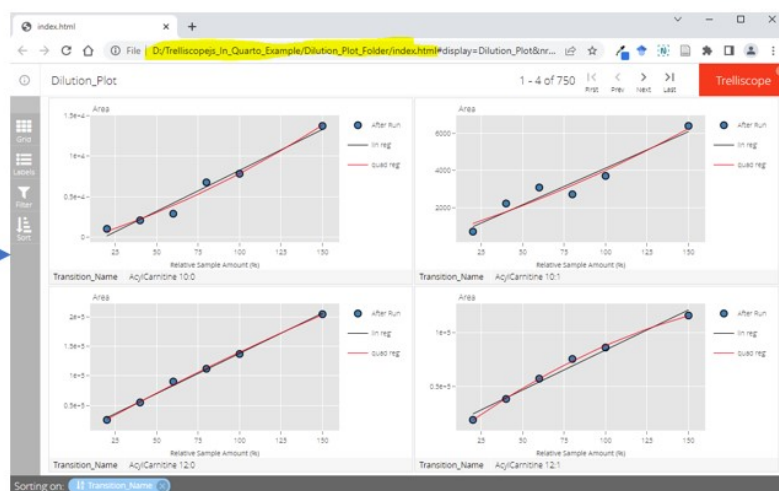 index.html
File D:/Trelliscopejs_In_Quarto_Example/Dilution_Plot_Folder/index.html#display=Dilution_Plot&nr...
Dilution_Plot 1 - 4 of 750 First Prev Next Last Trelliscope
Grid
Labels
Filter
Sort
Area
1.5e+4
1e+4
0.5e+4
0
25 50 75 100 125 150
Relative Sample Amount (%)
After Run
lin reg
quad reg
Transition_Name AcylCarnitine 10:0
Area
6000
4000
2000
25 50 75 100 125 150
Relative Sample Amount (%)
After Run
lin reg
quad reg
Transition_Name AcylCarnitine 10:1
Area
2e+5
1.5e+5
1e+5
0.5e+5
25 50 75 100 125 150
Relative Sample Amount (%)
After Run
lin reg
quad reg
Transition_Name AcylCarnitine 12:0
Area
1e+5
0.5e+5
25 50 75 100 125 150
Relative Sample Amount (%)
After Run
lin reg
quad reg
Transition_Name AcylCarnitine 12:1
Sorting on: Transition_Name